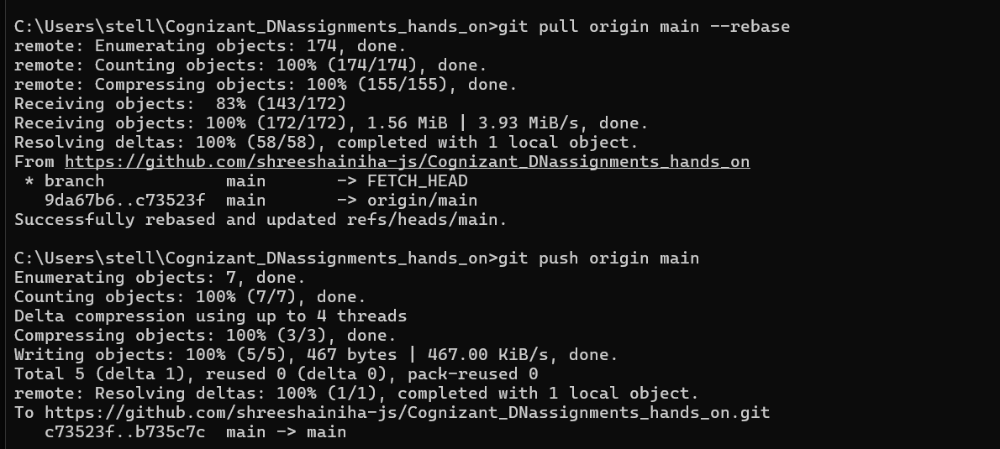 C:\Users\stell\Cognizant_DNassignments_hands_on>git pull origin main --rebase
remote: Enumerating objects: 174, done.
remote: Counting objects: 100% (174/174), done.
remote: Compressing objects: 100% (155/155), done.
Receiving objects:  83% (143/172)
Receiving objects: 100% (172/172), 1.56 MiB | 3.93 MiB/s, done.
Resolving deltas: 100% (58/58), completed with 1 local object.
From https://github.com/shreeshainiha-js/Cognizant_DNassignments_hands_on
 * branch            main       -> FETCH_HEAD
   9da67b6..c73523f  main       -> origin/main
Successfully rebased and updated refs/heads/main.

C:\Users\stell\Cognizant_DNassignments_hands_on>git push origin main
Enumerating objects: 7, done.
Counting objects: 100% (7/7), done.
Delta compression using up to 4 threads
Compressing objects: 100% (3/3), done.
Writing objects: 100% (5/5), 467 bytes | 467.00 KiB/s, done.
Total 5 (delta 1), reused 0 (delta 0), pack-reused 0
remote: Resolving deltas: 100% (1/1), completed with 1 local object.
To https://github.com/shreeshainiha-js/Cognizant_DNassignments_hands_on.git
   c73523f..b735c7c  main -> main